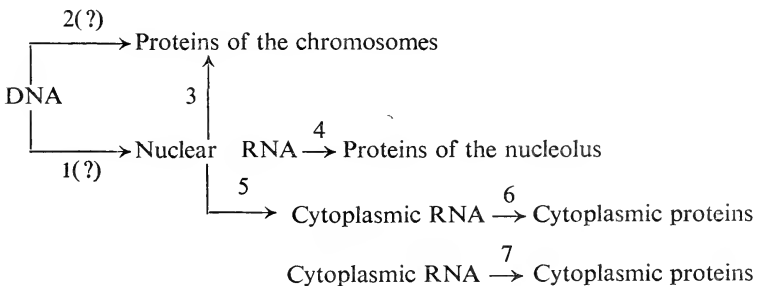 2(?)
Proteins of the chromosomes
DNA
3
Nuclear RNA 4 Proteins of the nucleolus
1(?)
5
Cytoplasmic RNA 6 Cytoplasmic proteins
Cytoplasmic RNA 7 Cytoplasmic proteins